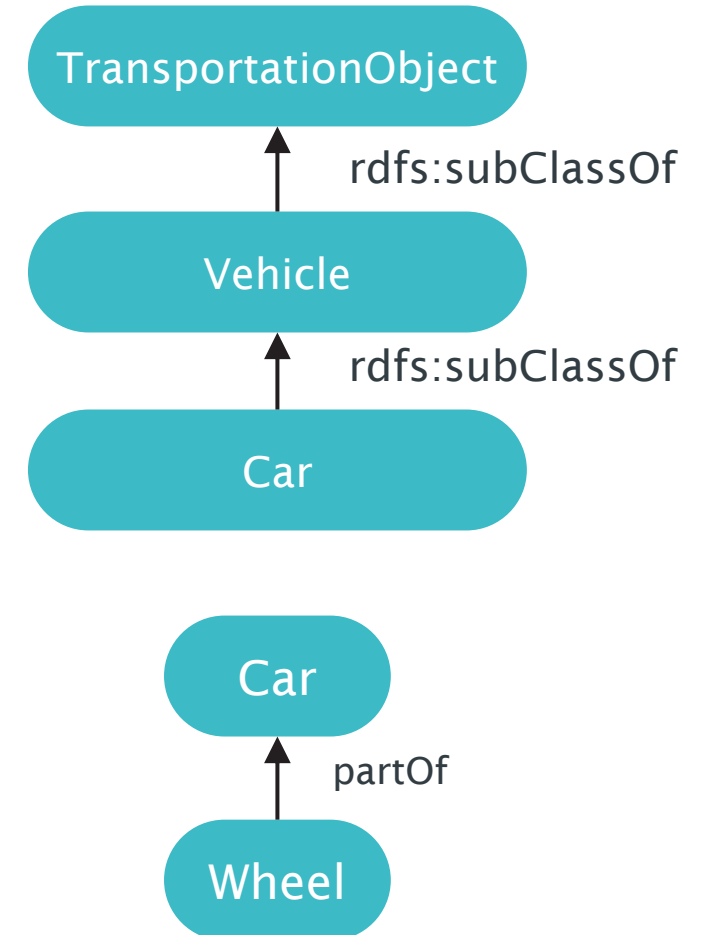 TransportationObject
rdfs:subClassOf
Vehicle
rdfs:subClassOf
Car
Car
partOf
Wheel